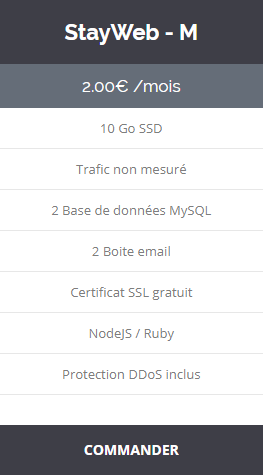 StayWeb - M
2.00€ /mois
10 Go SSD
Trafic non mesuré
2 Base de données MySQL
2 Boite email
Certificat SSL gratuit
NodeJS / Ruby
Protection DDoS inclus
COMMANDER